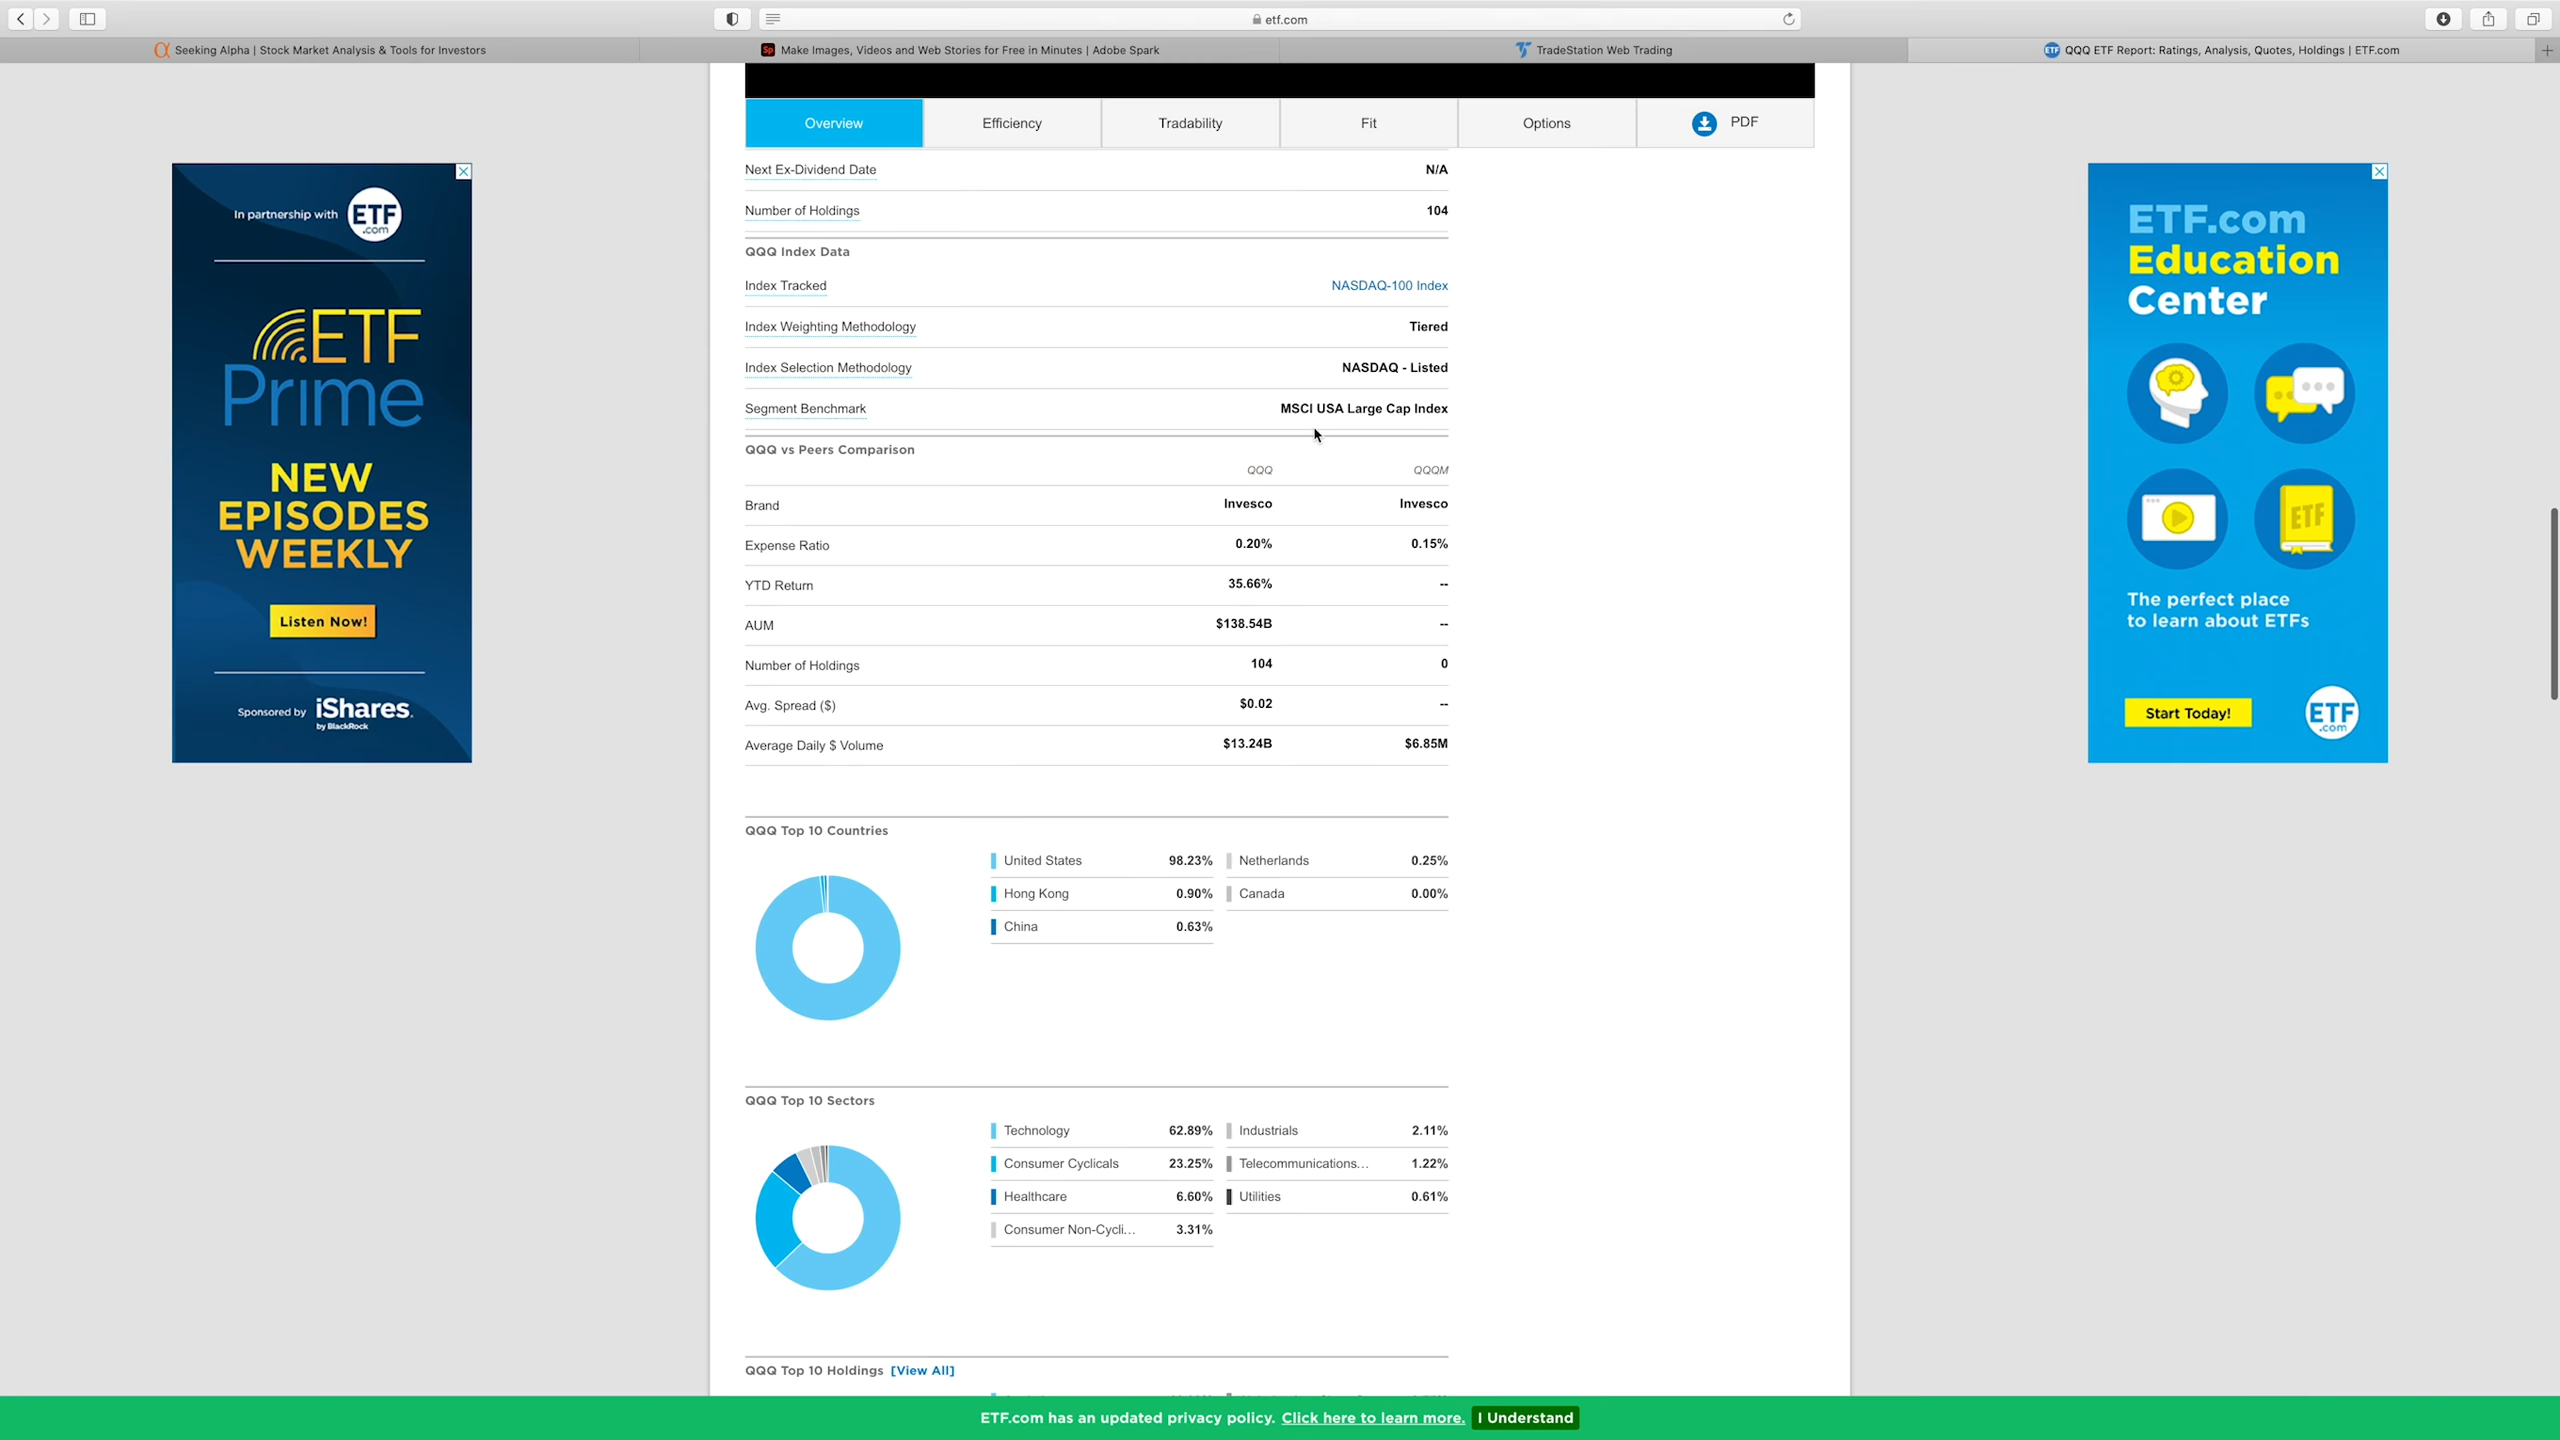 etf.com
Seeking Alpha | Stock Market Analysis & Tools for Investors
Sp Make Images, Videos and Web Stories for Free in Minutes | Adobe Spark
TradeStation Web Trading
ETF QQQ ETF Report: Ratings, Analysis, Quotes, Holdings | ETF.com
Overview
Efficiency
Tradability
Fit
Options
PDF
In partnership with ETF .com
ETF
Prime
NEW
EPISODES
WEEKLY
Listen Now!
Sponsored by iShares.
by BlackRock
Next Ex-Dividend Date N/A
Number of Holdings 104
QQQ Index Data
Index Tracked NASDAQ-100 Index
Index Weighting Methodology Tiered
Index Selection Methodology NASDAQ - Listed
Segment Benchmark MSCI USA Large Cap Index
QQQ vs Peers Comparison
QQQ QQQM
Brand Invesco Invesco
Expense Ratio 0.20% 0.15%
YTD Return 35.66% --
AUM $138.54B --
Number of Holdings 104 0
Avg. Spread ($) $0.02 --
Average Daily $ Volume $13.24B $6.85M
QQQ Top 10 Countries
United States 98.23% Netherlands 0.25%
Hong Kong 0.90% Canada 0.00%
China 0.63%
QQQ Top 10 Sectors
Technology 62.89% Industrials 2.11%
Consumer Cyclicals 23.25% Telecommunications... 1.22%
Healthcare 6.60% Utilities 0.61%
Consumer Non-Cycli... 3.31%
QQQ Top 10 Holdings [View All]
ETF.com
Education
Center
ETF
The perfect place
to learn about ETFs
Start Today!
ETF
.com
ETF.com has an updated privacy policy. Click here to learn more. I Understand